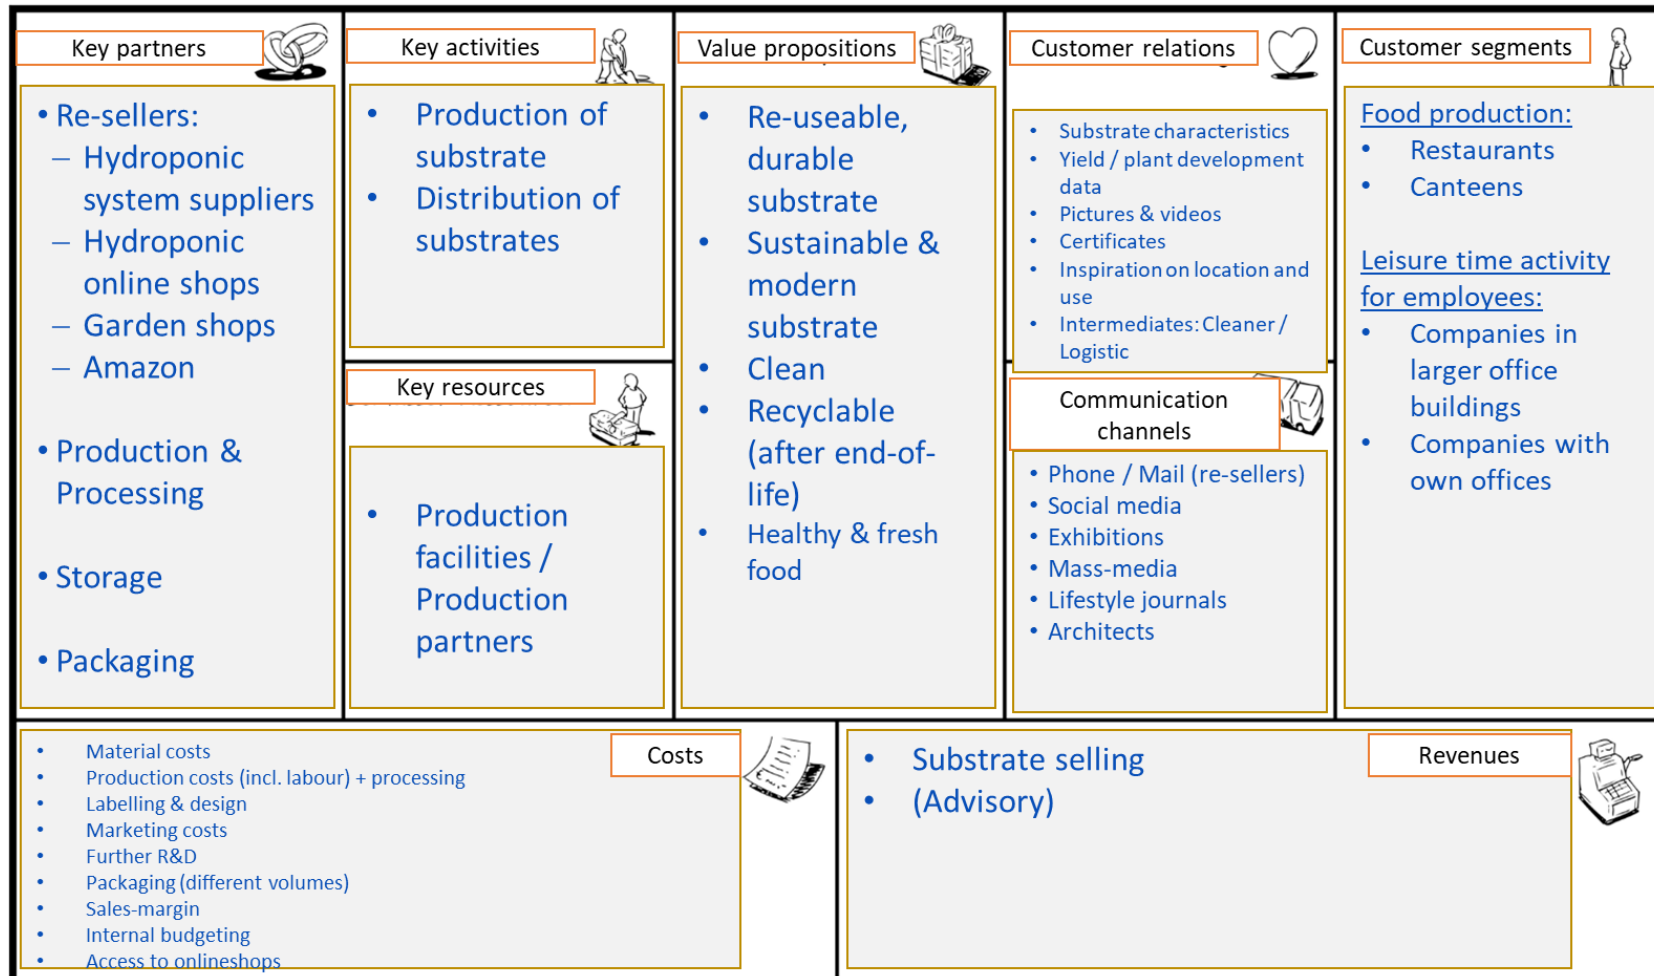 Key partners
• Re-sellers:
– Hydroponic
system suppliers
– Hydroponic
online shops
– Garden shops
– Amazon
• Production &
Processing
• Storage
• Packaging
Key activities
• Production of
substrate
• Distribution of
substrates
Key resources
• Production
facilities /
Production
partners
Value propositions
• Re-useable,
durable
substrate
• Sustainable &
modern
substrate
• Clean
• Recyclable
(after end-of-
life)
• Healthy & fresh
food
Customer relations
• Substrate characteristics
• Yield / plant development
data
• Pictures & videos
• Certificates
• Inspiration on location and
use
• Intermediates: Cleaner /
Logistic
Communication
channels
• Phone / Mail (re-sellers)
• Social media
• Exhibitions
• Mass-media
• Lifestyle journals
• Architects
Customer segments
Food production:
• Restaurants
• Canteens
Leisure time activity
for employees:
• Companies in
larger office
buildings
• Companies with
own offices
Costs
• Material costs
• Production costs (incl. labour) + processing
• Labelling & design
• Marketing costs
• Further R&D
• Packaging (different volumes)
• Sales-margin
• Internal budgeting
• Access to onlineshops
Revenues
• Substrate selling
• (Advisory)